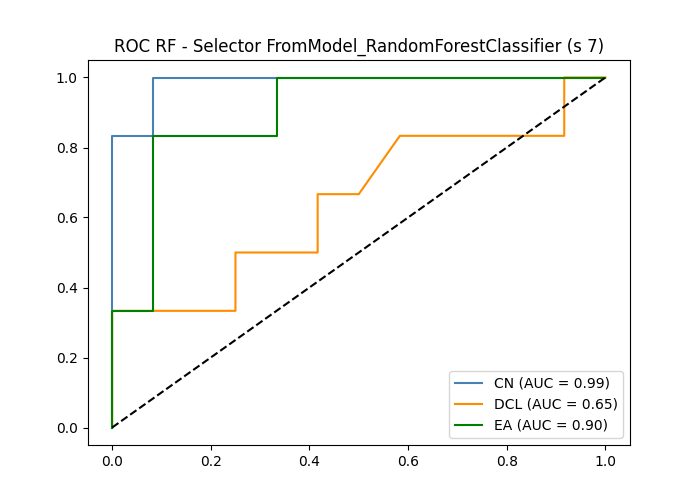 ROC RF - Selector FromModel_RandomForestClassifier (s 7)
1.0
0.8
0.6
0.4
0.2
0.0
0.0 0.2 0.4 0.6 0.8 1.0
CN (AUC = 0.99)
DCL (AUC = 0.65)
EA (AUC = 0.90)